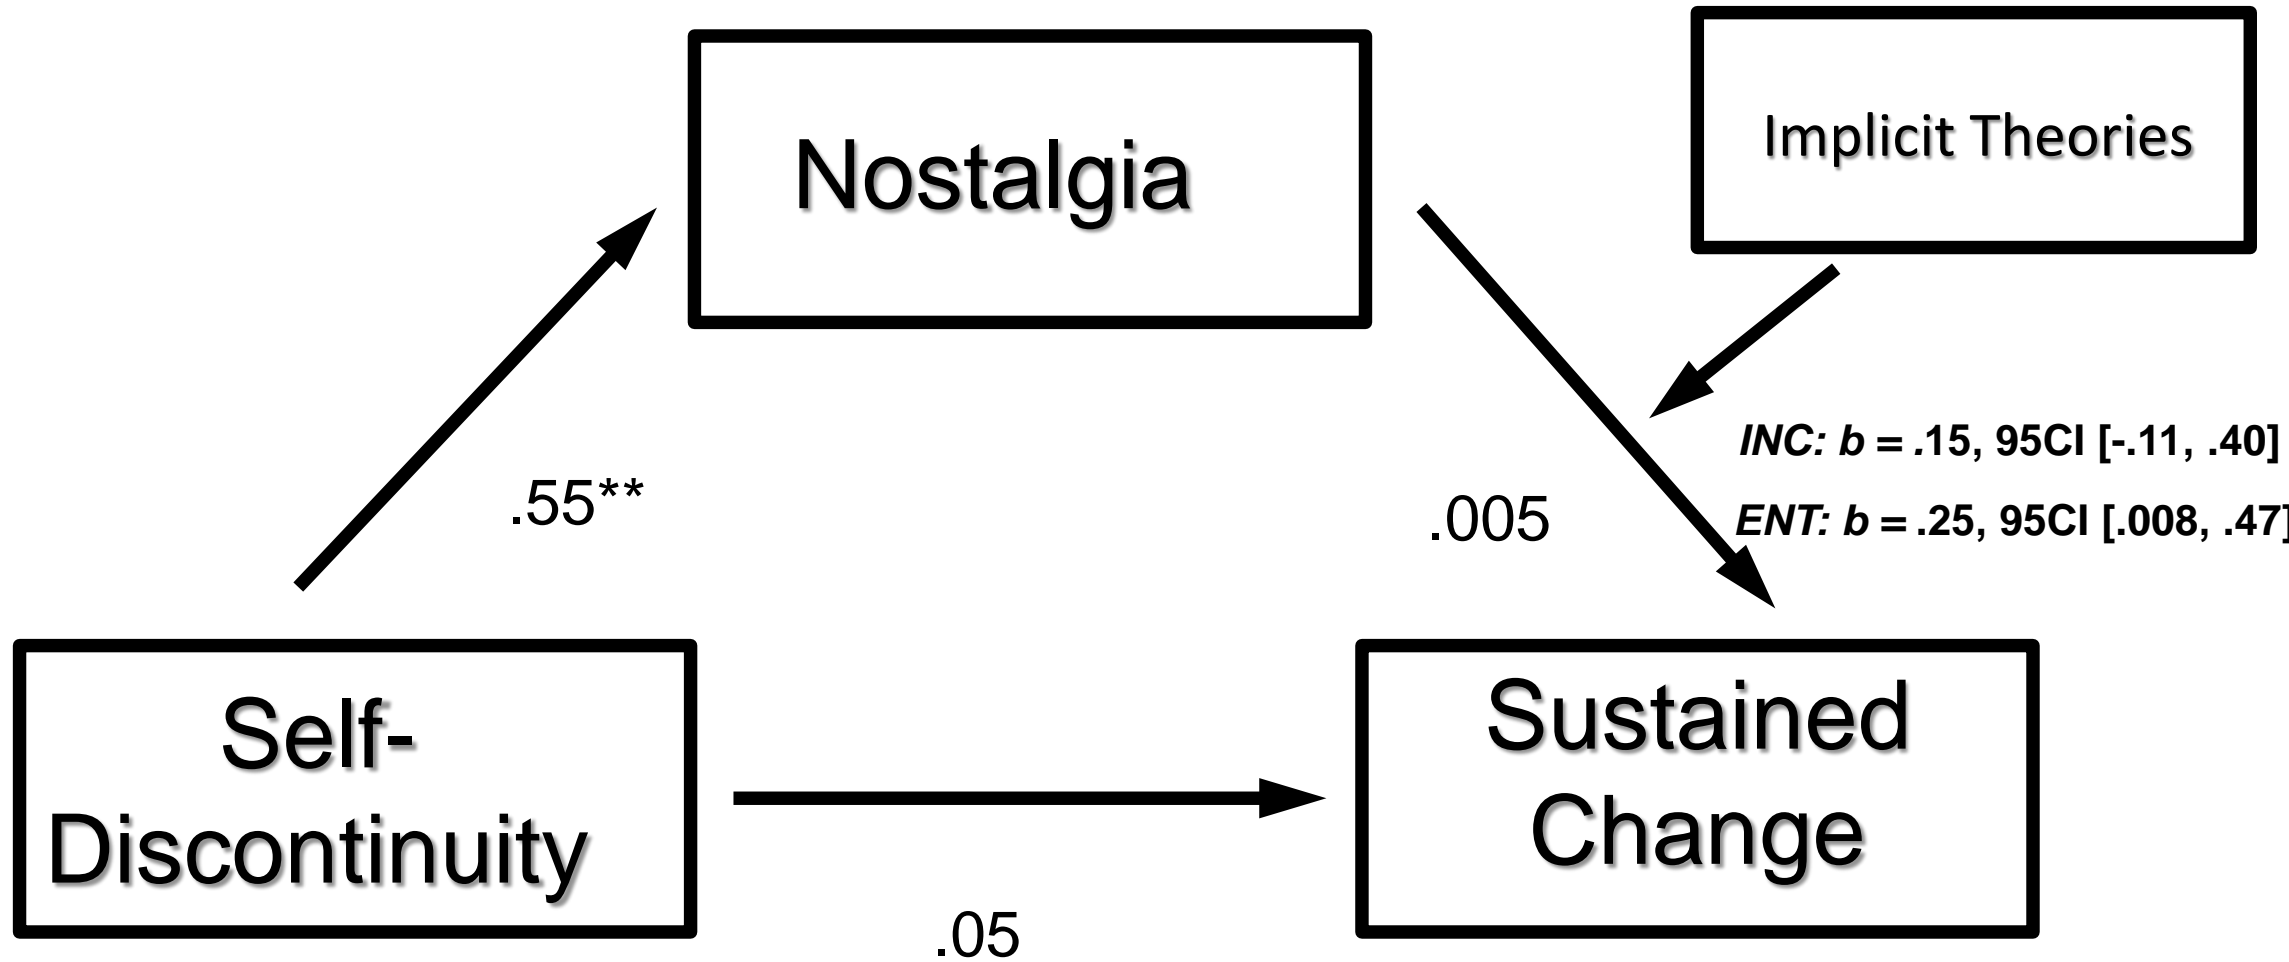 Nostalgia
Implicit Theories
INC: b = .15, 95CI [-.11, .40]
ENT: b = .25, 95CI [.008, .47]
.55**
.005
Self-
Discontinuity
Sustained
Change
.05